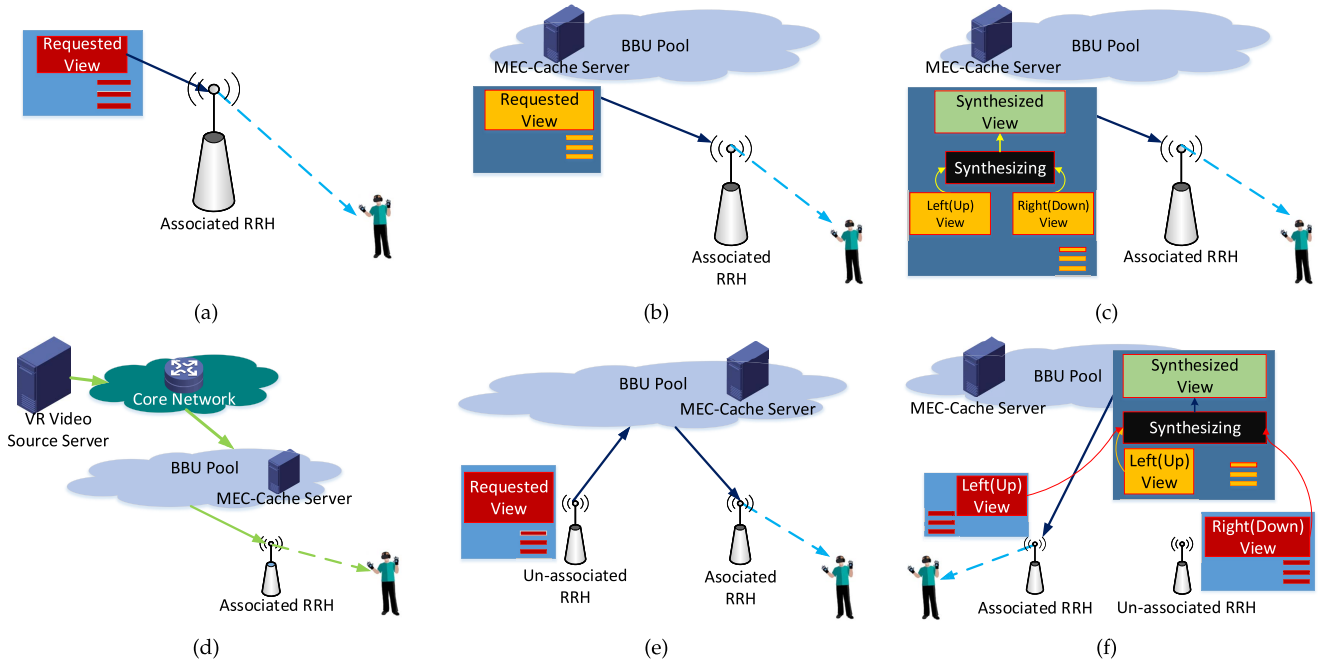 Requested
View
Associated RRH
(a)
BBU Pool
MEC-Cache Server
Requested
View
Associated
RRH
(b)
BBU Pool
MEC-Cache Server
Synthesized
View
Synthesizing
Left(Up)
View
Right(Down)
View
Associated RRH
(c)
VR Video
Source Server
Core Network
BBU Pool
MEC-Cache Server
Associated RRH
(d)
BBU Pool
MEC-Cache Server
Requested
View
Un-associated
RRH
Asociated
RRH
(e)
BBU Pool
MEC-Cache Server
Synthesized
View
Synthesizing
Left(Up)
View
Left(Up)
View
Right(Down)
View
Associated RRH
Un-associated RRH
(f)